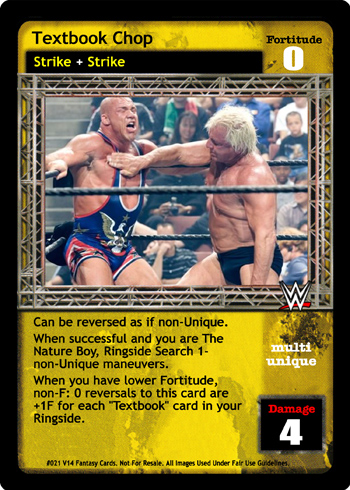 Textbook Chop
Fortitude
0
Strike + Strike
W
Can be reversed as if non-Unique.
When successful and you are The
Nature Boy, Ringside Search 1-
non-Unique maneuvers.
When you have lower Fortitude,
non-F: 0 reversals to this card are
+1F for each "Textbook" card in your
Ringside.
multi
unique
Damage
4
#021 V14 Fantasy Cards. Not For Resale. All Images Used Under Fair Use Guidelines.